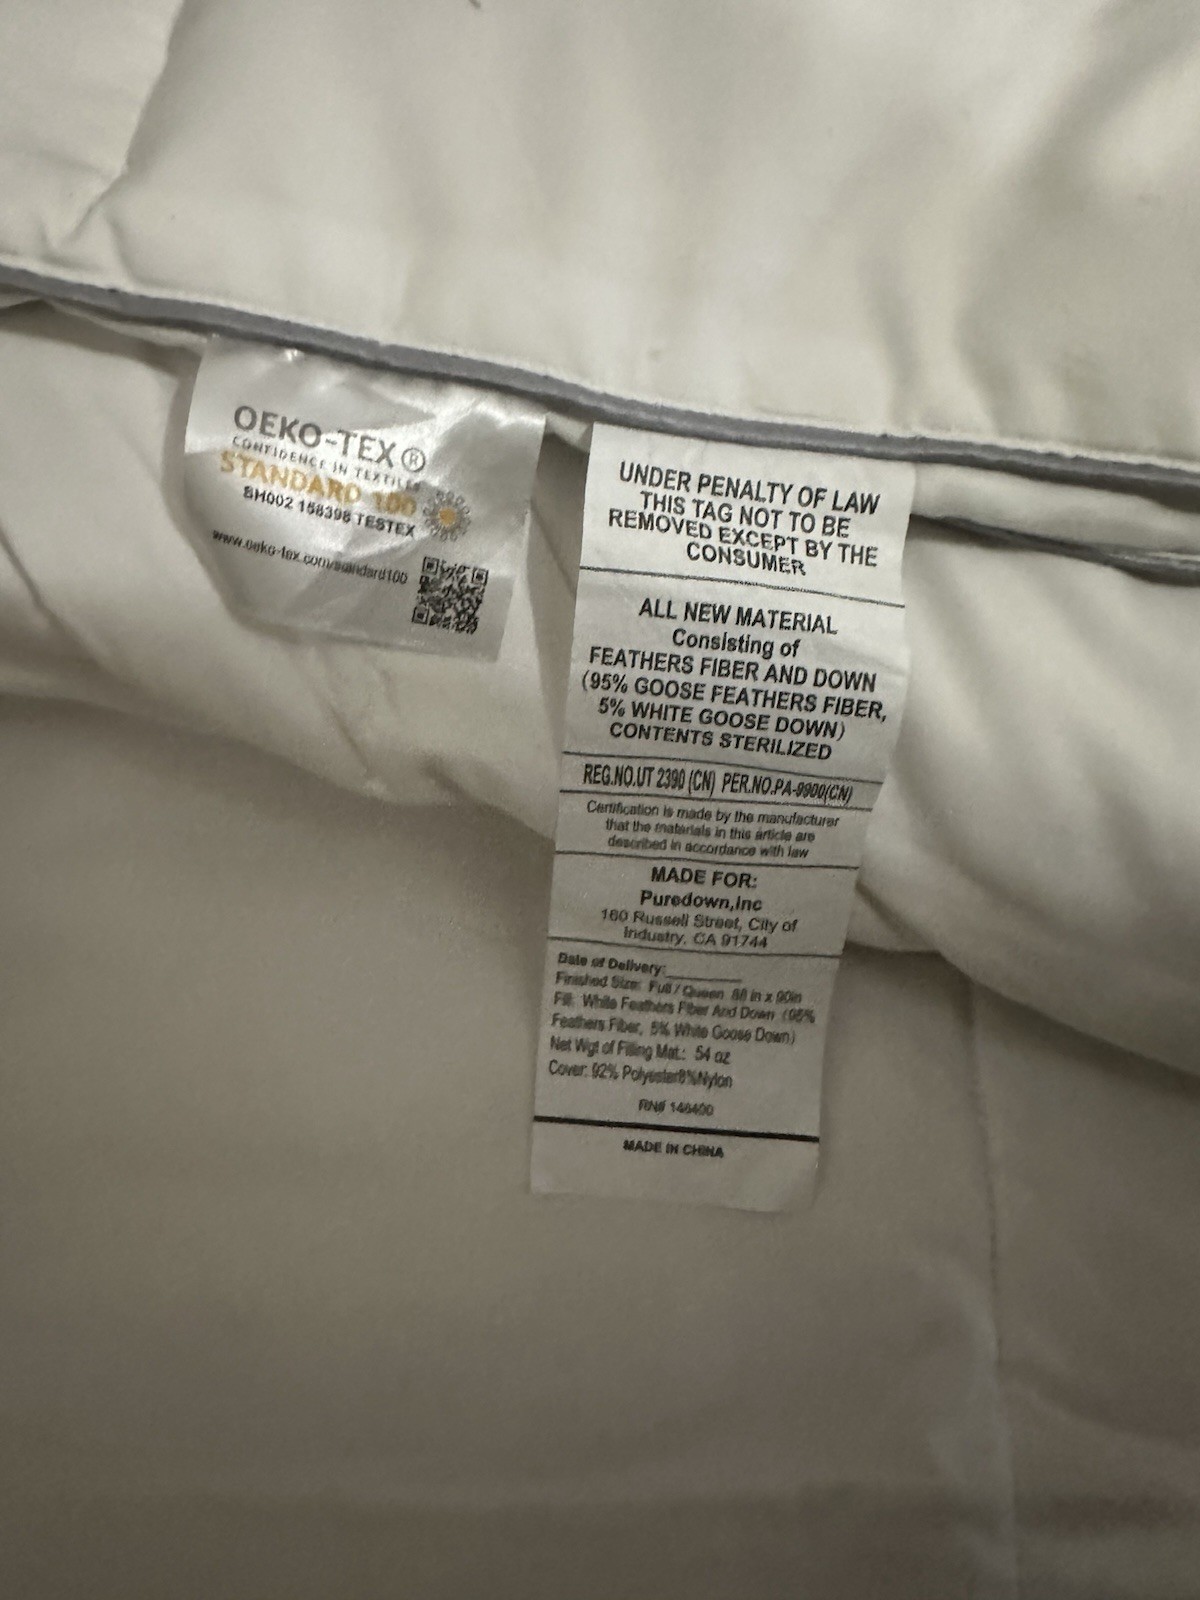 OEKO-TEX®
CONFIDENCE IN TEXTILES
STANDARD 100
SH002 158398 TESTEX
www.oeko-tex.com/standard100
UNDER PENALTY OF LAW
THIS TAG NOT TO BE
REMOVED EXCEPT BY THE
CONSUMER
ALL NEW MATERIAL
Consisting of
FEATHERS FIBER AND DOWN
(95% GOOSE FEATHERS FIBER,
5% WHITE GOOSE DOWN)
CONTENTS STERILIZED
REG.NO.UT 2390 (CN) PER.NO.PA-9900(CN)
Certification is made by the manufacturer
that the materials in this article are
described in accordance with law
MADE FOR:
Puredown,Inc
160 Russell Street, City of
Industry, CA 91744
Date of Delivery:
Finished Size: Full / Queen 88 in x 90in
Fill: White Feathers Fiber And Down (95%
Feathers Fiber, 5% White Goose Down)
Net Wgt of Filling Mat.: 54 oz
Cover: 92% Polyester8%Nylon
RN# 146400
MADE IN CHINA